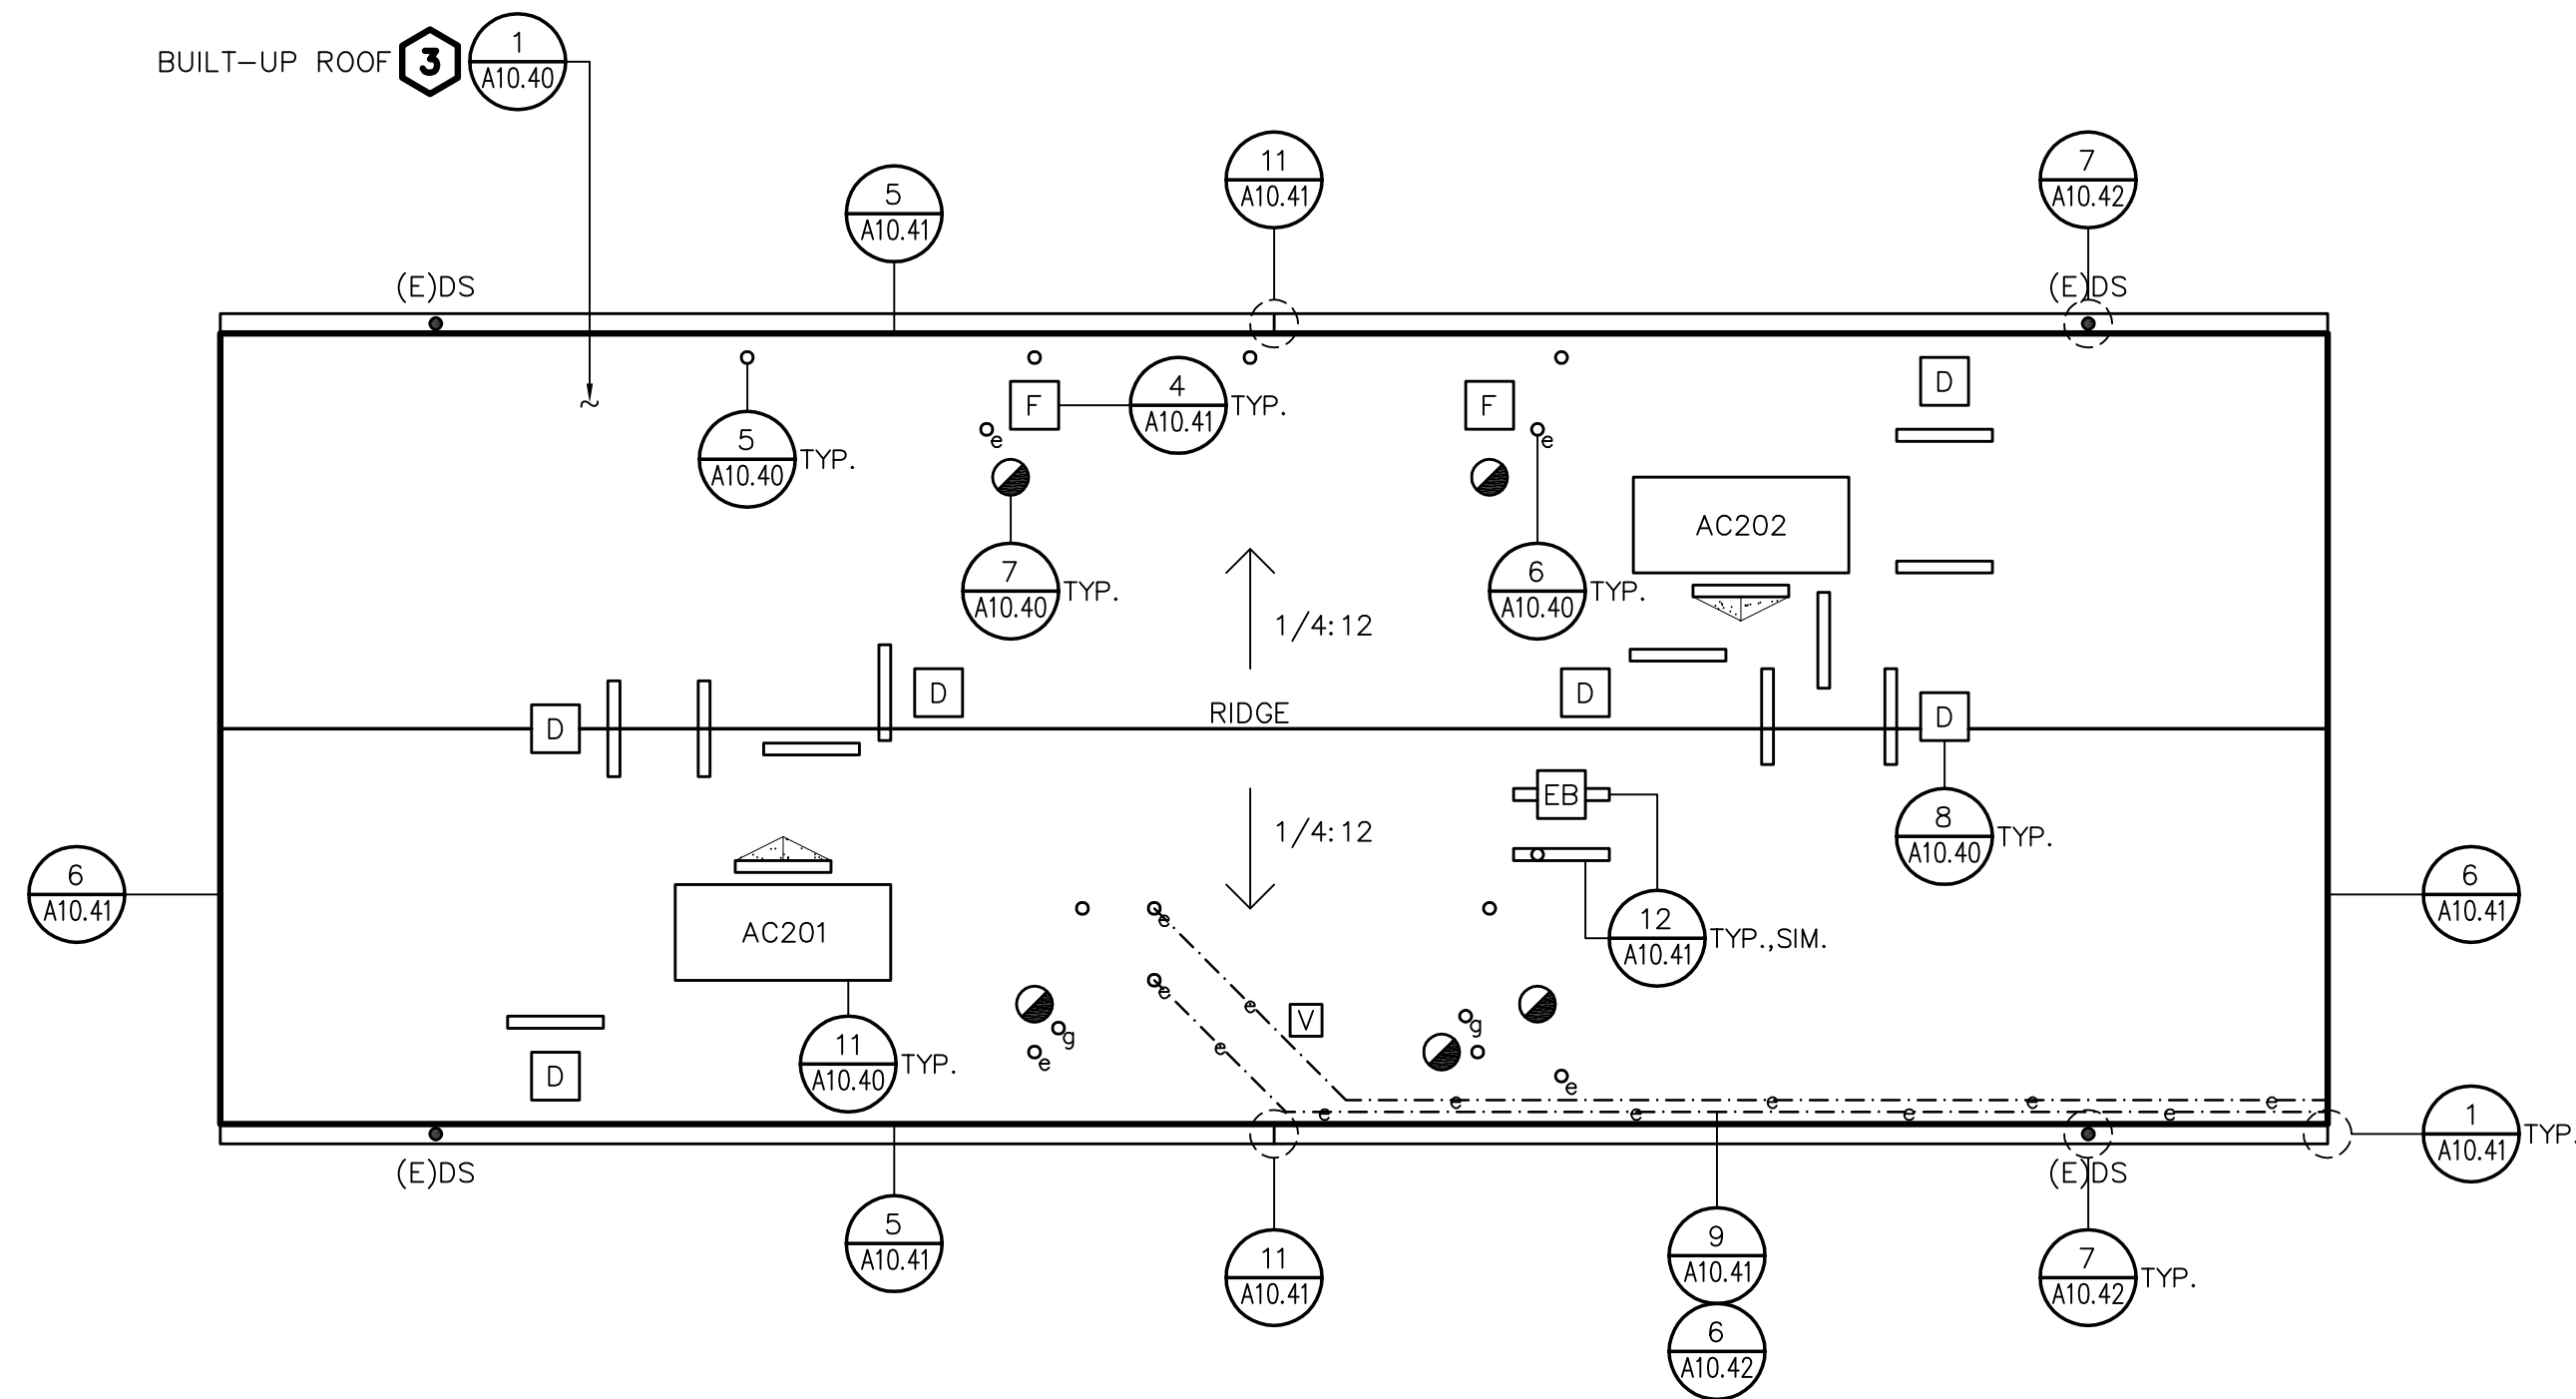 BUILT-UP ROOF 3
1
A10.40
5
A10.41
11
A10.41
7
A10.42
(E)DS
(E)DS
F
4
A10.41 TYP.
F
D
5
A10.40 TYP.
e
e
7
A10.40 TYP.
6
A10.40 TYP.
AC202
1/4:12
D
D
D
RIDGE
D
EB
8
A10.40 TYP.
1/4:12
6
A10.41
6
A10.41
AC201
12
A10.41 TYP.,SIM.
e
e
e
e
V
g
e
g
e
11
A10.40 TYP.
D
e
e
e
e
e
e
e
e
1
A10.41 TYP.
(E)DS
(E)DS
5
A10.41
11
A10.41
9
A10.41
6
A10.42
7
A10.42 TYP.